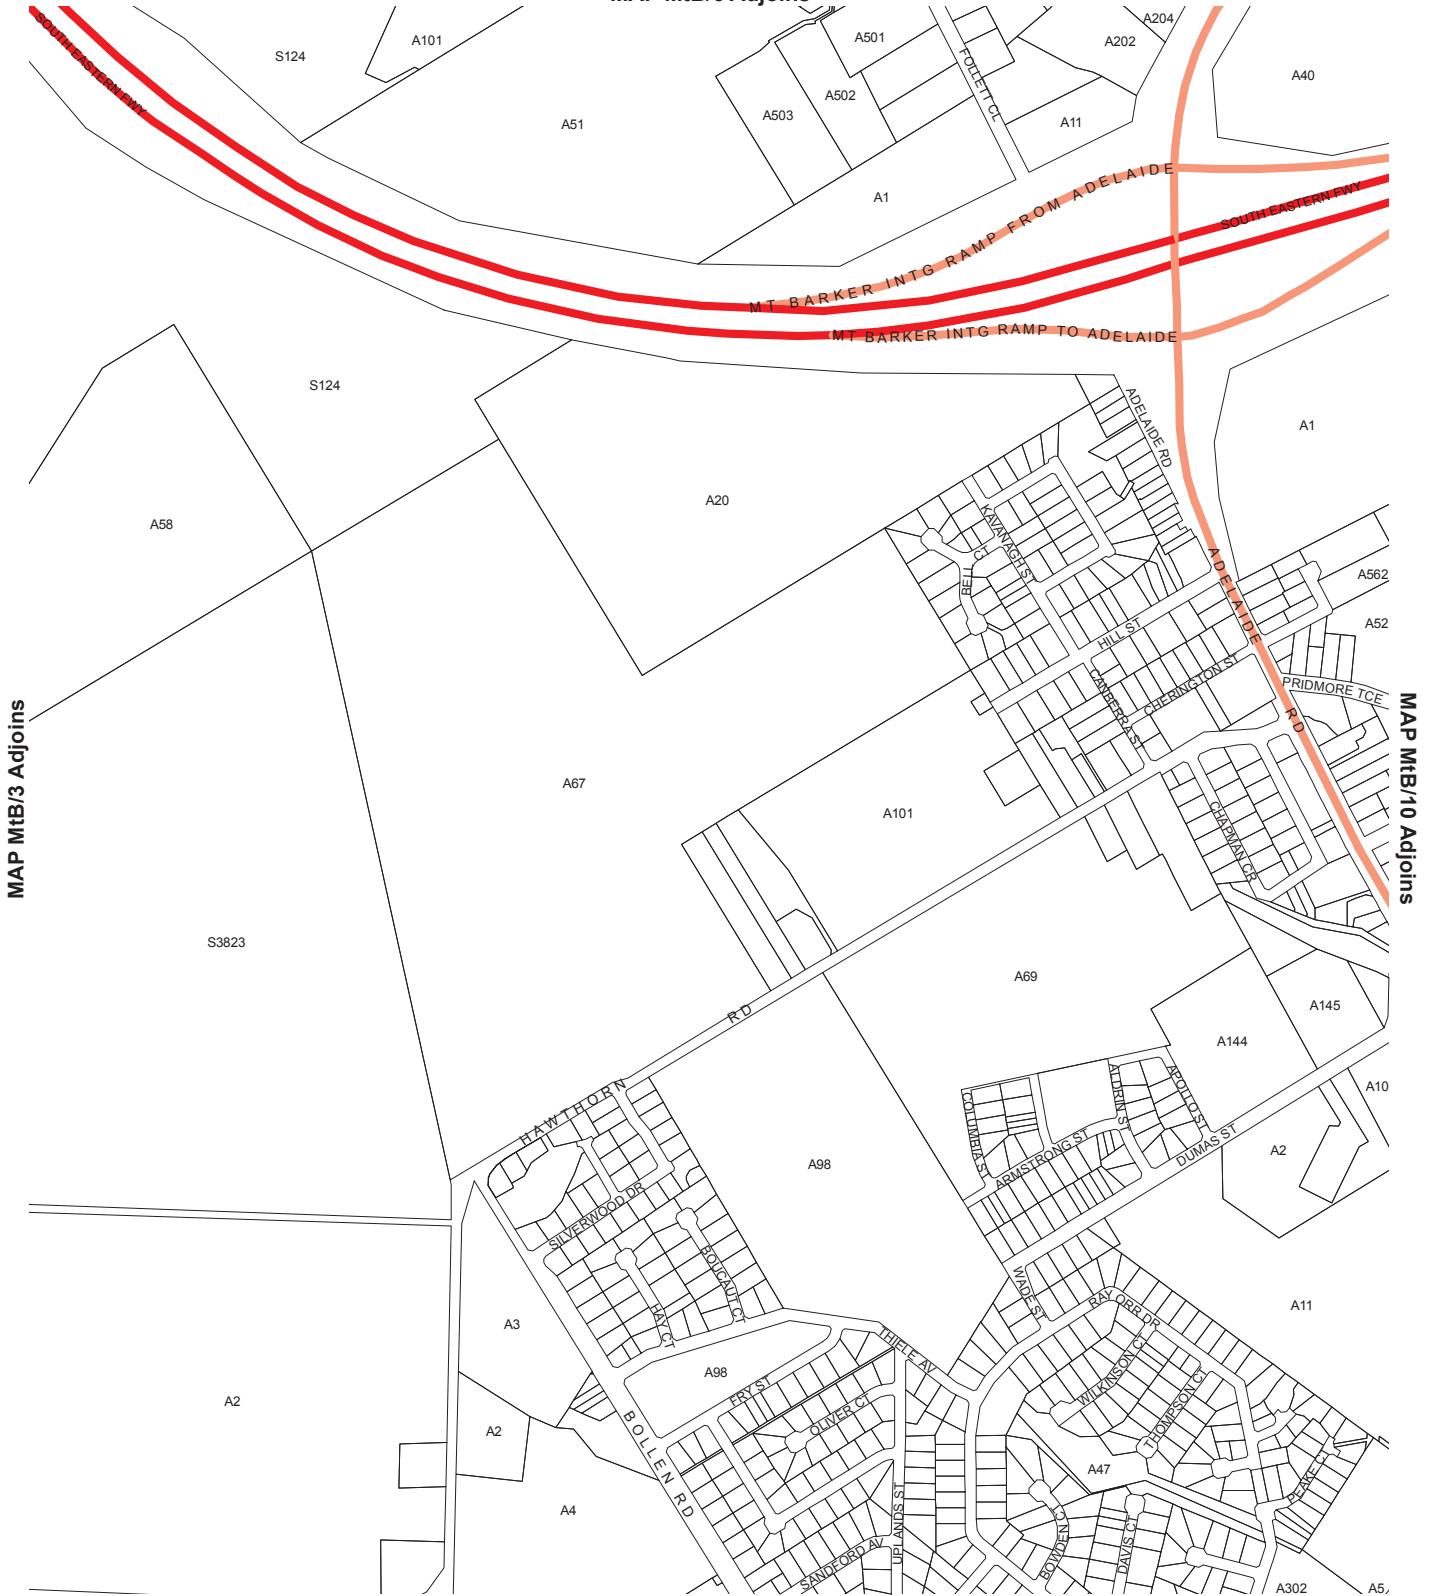 A204
A101
A501
A202
S124
SOUTH EASTERN FWY
FOLLETT CL
A40
A502
A503
A51
A11
MT BARKER INTG RAMP FROM ADELAIDE
A1
SOUTH EASTERN FWY
MT BARKER INTG RAMP TO ADELAIDE
S124
ADELAIDE RD
A1
A20
A58
KAVANAGH ST
BELL CT
ADELAIDE RD
A562
A52
HILL ST
CHERINGTON ST
CANBERRA ST
PRIDMORE TCE
MAP MtB/3 Adjoins
MAP MtB/10 Adjoins
A67
A101
CHAPMAN CR
S3823
A69
A145
HAWTHORN RD
A144
A10
COLUMBIA ST
ALDRIN ST
APOLLO ST
ARMSTRONG ST
DUMAS ST
A2
A98
SILVERWOOD DR
BOUCAUT CT
HAY CT
WADE ST
RAY ORR DR
A11
A3
THIELE AV
A98
FRY ST
WILKINSON CT
THOMPSON CT
OLIVER CT
A2
A2
BOLLEN RD
A47
PEAKE CT
A4
UPLANDS ST
BOWDEN CT
DAVIS CT
SANDFORD AV
A302
A5